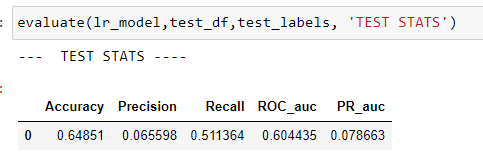 evaluate(lr_model,test_df,test_labels, 'TEST STATS')
--- TEST STATS ----
Accuracy Precision Recall ROC_auc PR_auc
0 0.64851 0.065598 0.511364 0.604435 0.078663